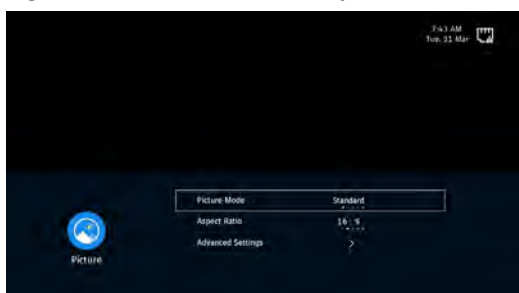 7:43 AM
Tue, 31 Mar
Picture Mode Standard
Aspect Ratio 16 : 9
Advanced Settings >
Picture